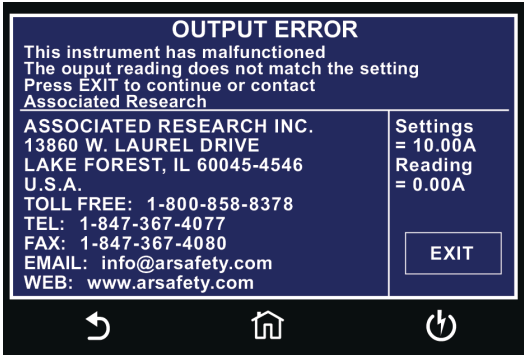 OUTPUT ERROR
This instrument has malfunctioned
The ouput reading does not match the setting
Press EXIT to continue or contact
Associated Research
ASSOCIATED RESEARCH INC.
13860 W. LAUREL DRIVE
LAKE FOREST, IL 60045-4546
U.S.A.
TOLL FREE: 1-800-858-8378
TEL: 1-847-367-4077
FAX: 1-847-367-4080
EMAIL: info@arsafety.com
WEB: www.arsafety.com
Settings
= 10.00A
Reading
= 0.00A
EXIT